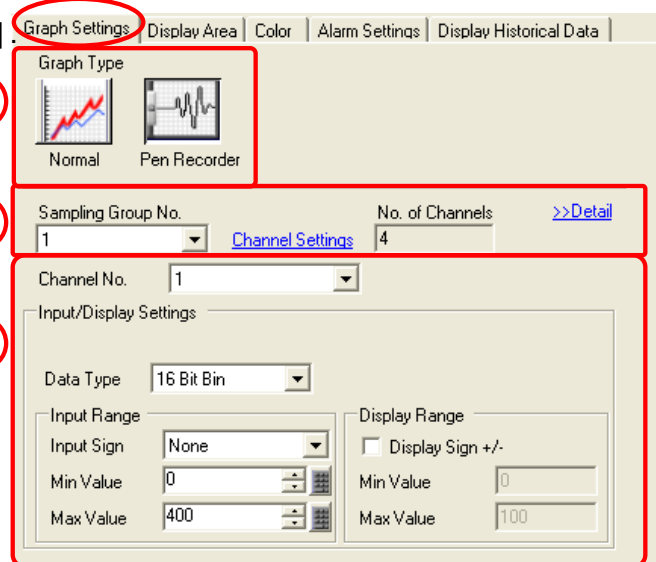 Graph Settings Display Area Color Alarm Settings Display Historical Data
Graph Type
Normal Pen Recorder
Sampling Group No. No. of Channels >>Detail
1 Channel Settings 4
Channel No. 1
Input/Display Settings
Data Type 16 Bit Bin
Input Range Display Range
Input Sign None Display Sign +/-
Min Value 0 Min Value 0
Max Value 400 Max Value 100